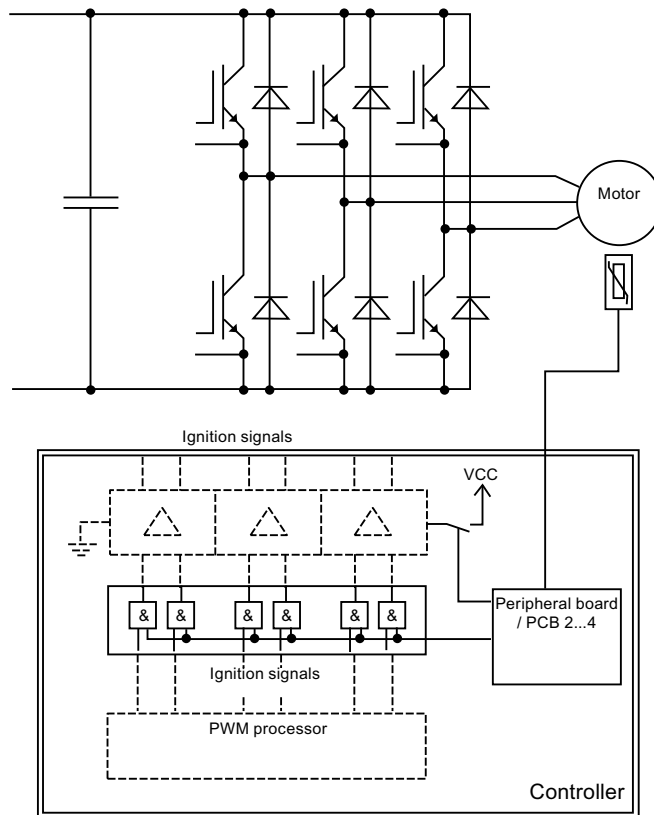 Motor
Ignition signals
VCC
& & & & & &
Peripheral board
/ PCB 2...4
Ignition signals
PWM processor
Controller